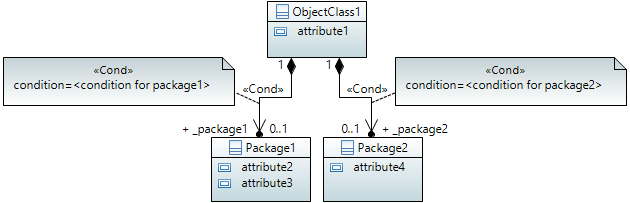 ObjectClass1
attribute1
1
1
«Cond»
condition=<condition for package1>
«Cond»
«Cond»
«Cond»
condition=<condition for package2>
+ _package1
0..1
0..1
+ _package2
Package1
attribute2
attribute3
Package2
attribute4